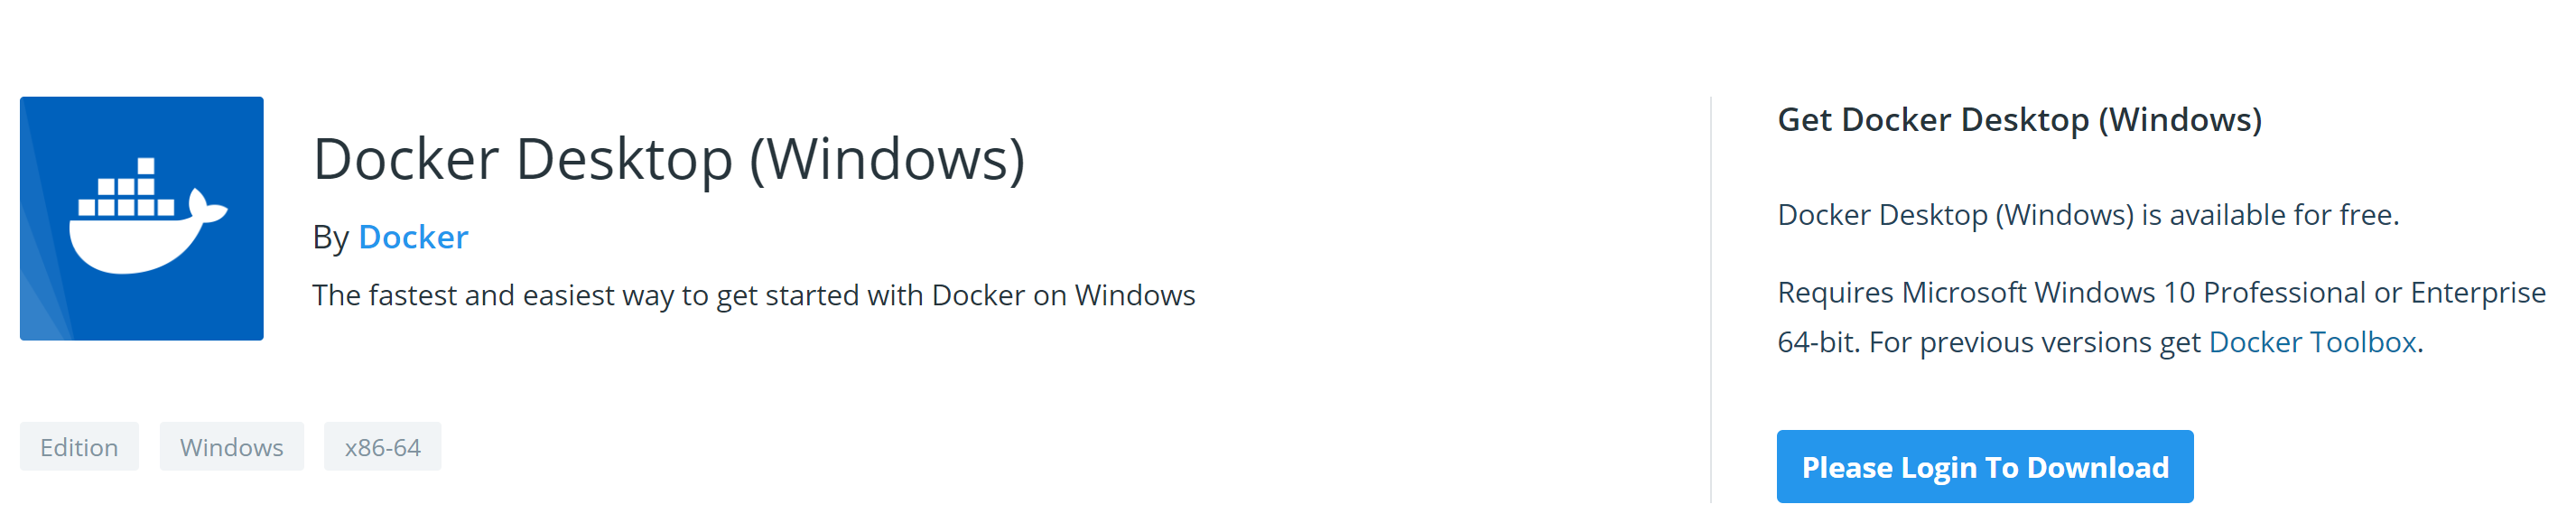 Docker Desktop (Windows)
By Docker
The fastest and easiest way to get started with Docker on Windows
Edition
Windows
x86-64
Get Docker Desktop (Windows)
Docker Desktop (Windows) is available for free.
Requires Microsoft Windows 10 Professional or Enterprise
64-bit. For previous versions get Docker Toolbox.
Please Login To Download